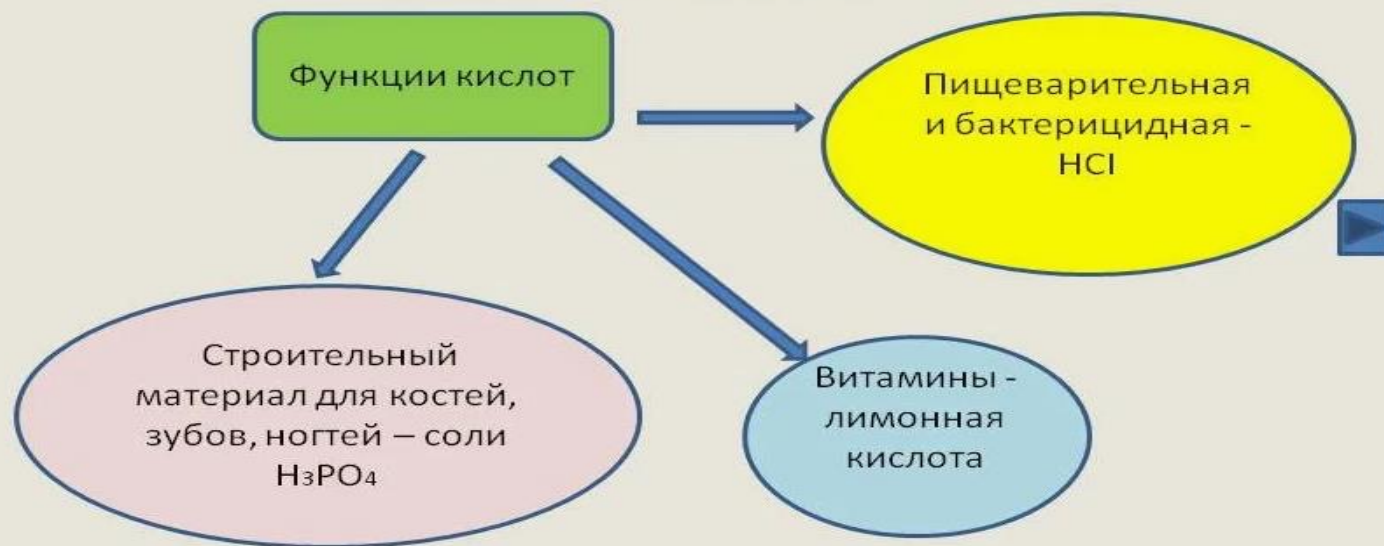 Функции кислот
Пищеварительная
и бактерицидная -
HCl
Строительный
материал для костей,
зубов, ногтей – соли
H₃PO₄
Витамины -
лимонная
кислота